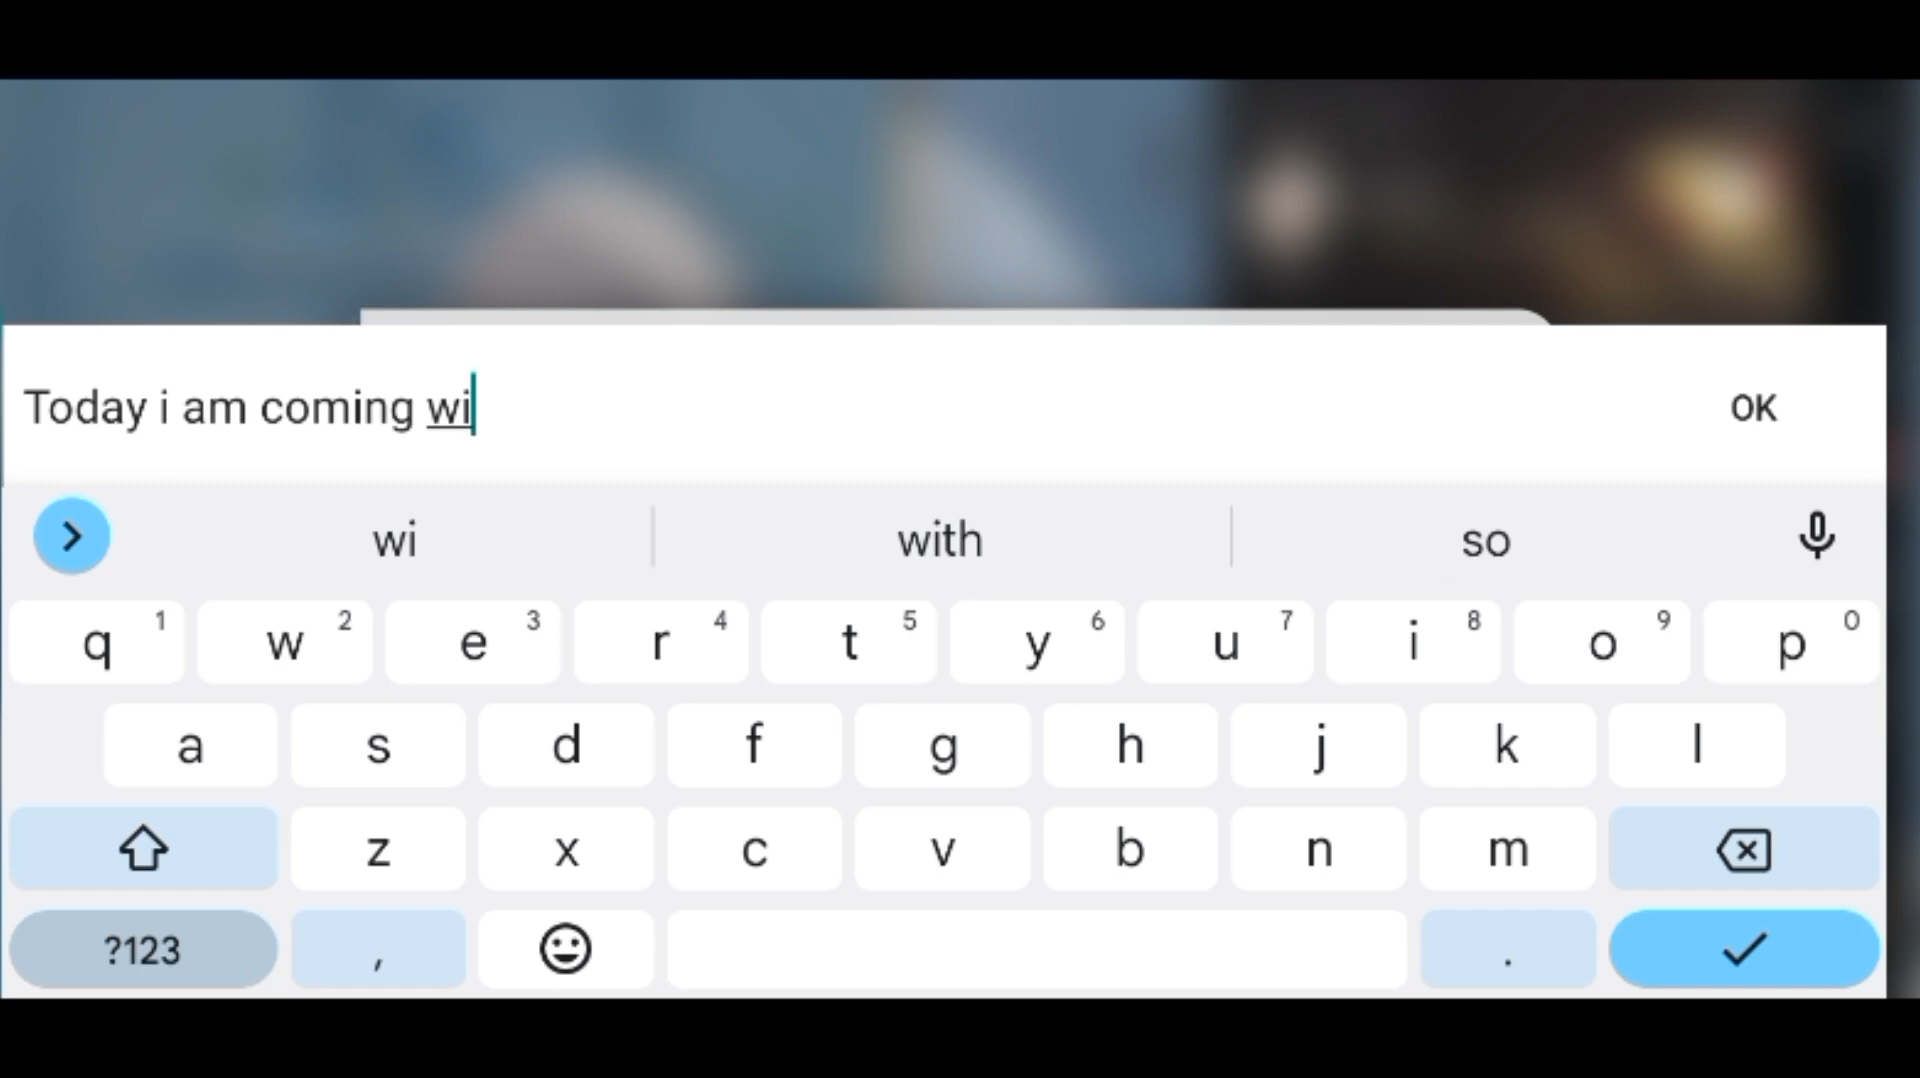 Today i am coming wi
OK
wi with so
q 1 w 2 e 3 r 4 t 5 y 6 u 7 i 8 o 9 p 0
a s d f g h j k l
z x c v b n m
?123 , .